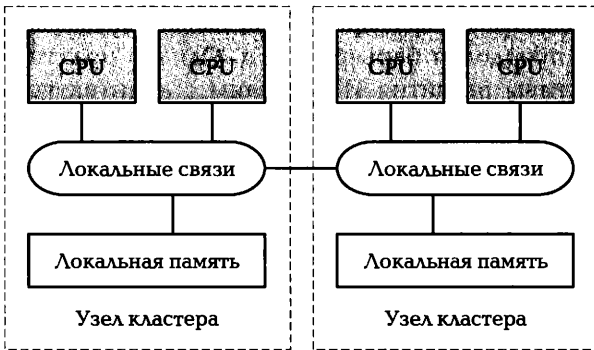 CPU CPU CPU CPU
Локальные связи Локальные связи
Локальная память Локальная память
Узел кластера Узел кластера